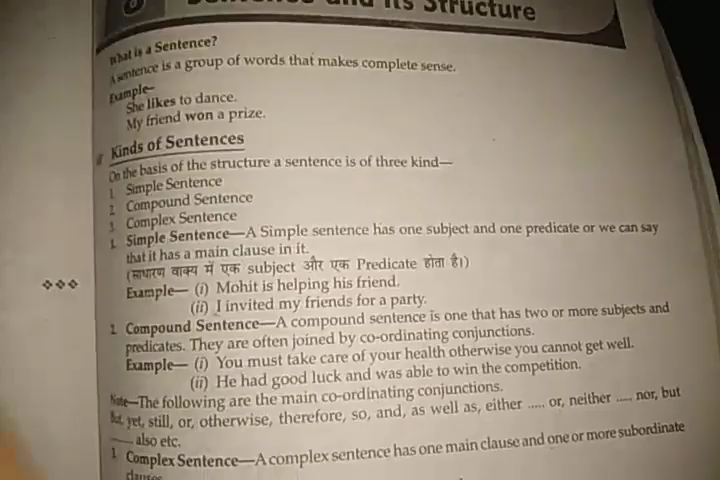 and its Structure
What is a Sentence?
A sentence is a group of words that makes complete sense.
Example—
She likes to dance.
My friend won a prize.
Kinds of Sentences
On the basis of the structure a sentence is of three kind—
1. Simple Sentence
2. Compound Sentence
3. Complex Sentence
1. Simple Sentence—A Simple sentence has one subject and one predicate or we can say
that it has a main clause in it.
(साधारण वाक्य में एक subject और एक Predicate होता है।)
Example— (i) Mohit is helping his friend.
(ii) I invited my friends for a party.
2. Compound Sentence—A compound sentence is one that has two or more subjects and
predicates. They are often joined by co-ordinating conjunctions.
Example— (i) You must take care of your health otherwise you cannot get well.
(ii) He had good luck and was able to win the competition.
Note—The following are the main co-ordinating conjunctions.
But, yet, still, or, otherwise, therefore, so, and, as well as, either ..... or, neither ..... nor, but
..... also etc.
Complex Sentence—A complex sentence has one main clause and one or more subordinate
clauses